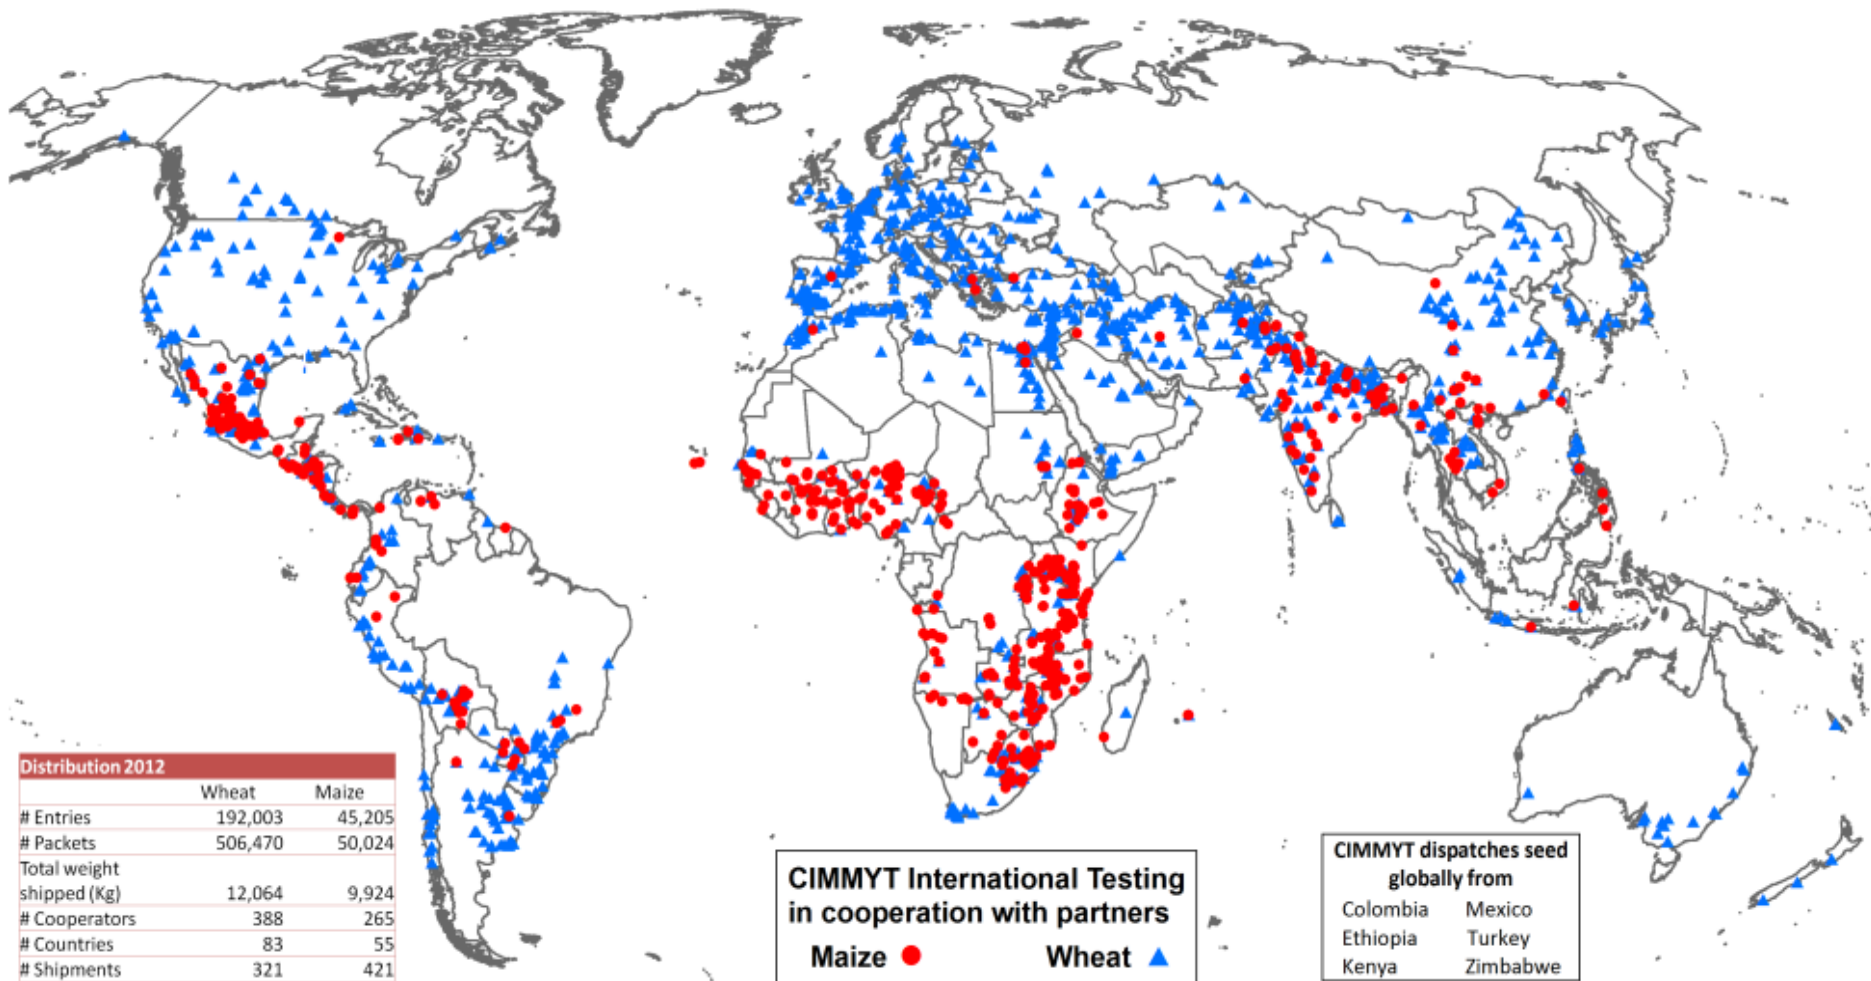 Distribution 2012
Wheat Maize
# Entries 192,003 45,205
# Packets 506,470 50,024
Total weight
shipped (Kg) 12,064 9,924
# Cooperators 388 265
# Countries 83 55
# Shipments 321 421
CIMMYT International Testing
in cooperation with partners
Maize Wheat
CIMMYT dispatches seed
globally from
Colombia Mexico
Ethiopia Turkey
Kenya Zimbabwe